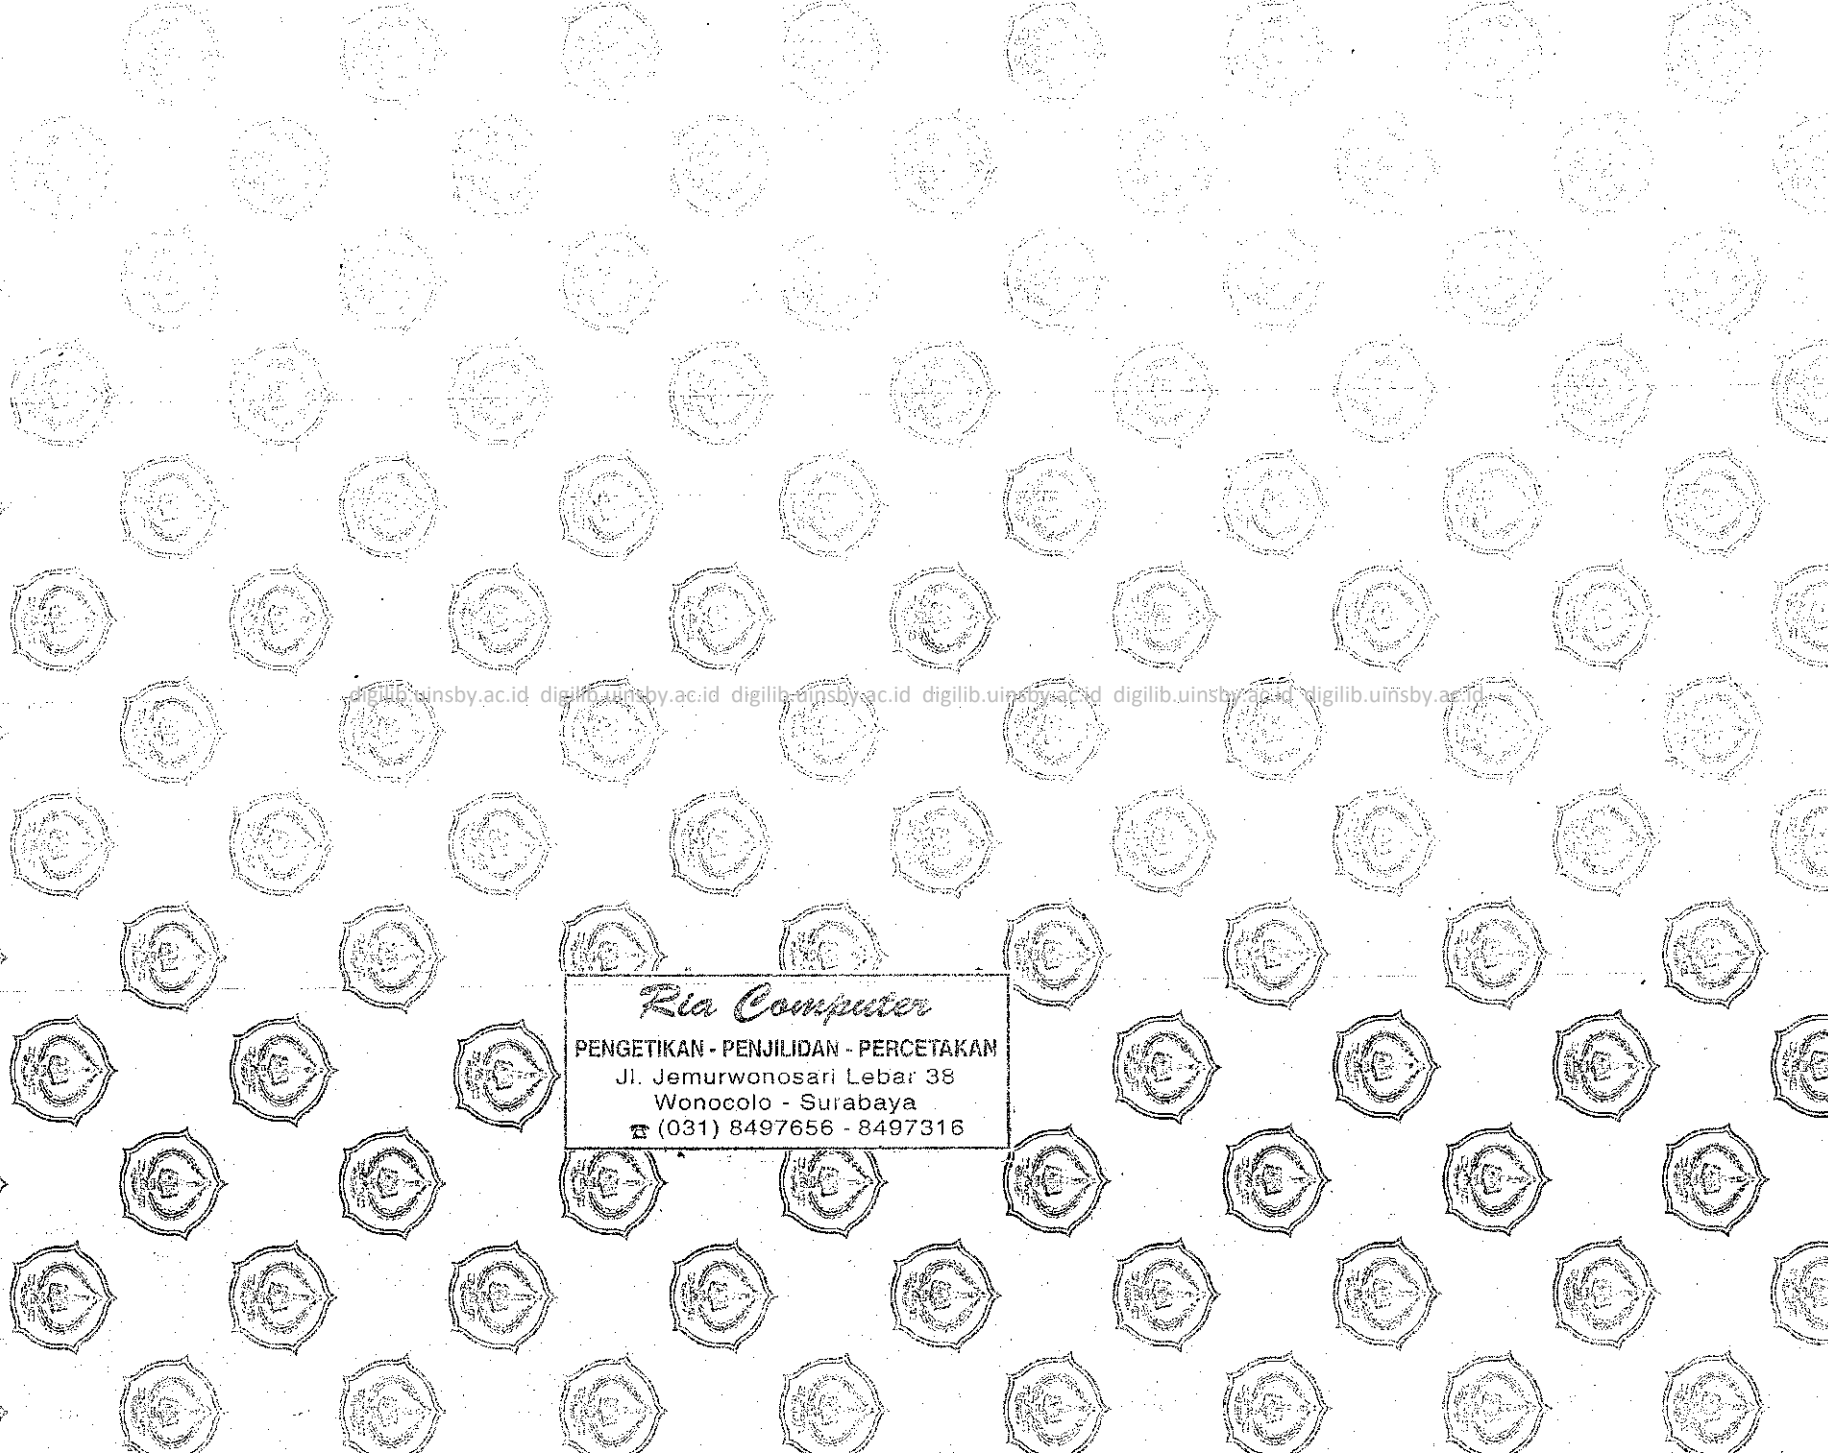 digilib.uinsby.ac.id digilib.uinsby.ac.id digilib.uinsby.ac.id digilib.uinsby.ac.id digilib.uinsby.ac.id digilib.uinsby.ac.id
Ria Computer
PENGETIKAN - PENJILIDAN - PERCETAKAN
Jl. Jemurwonosari Lebar 38
Wonocolo - Surabaya
☎ (031) 8497656 - 8497316